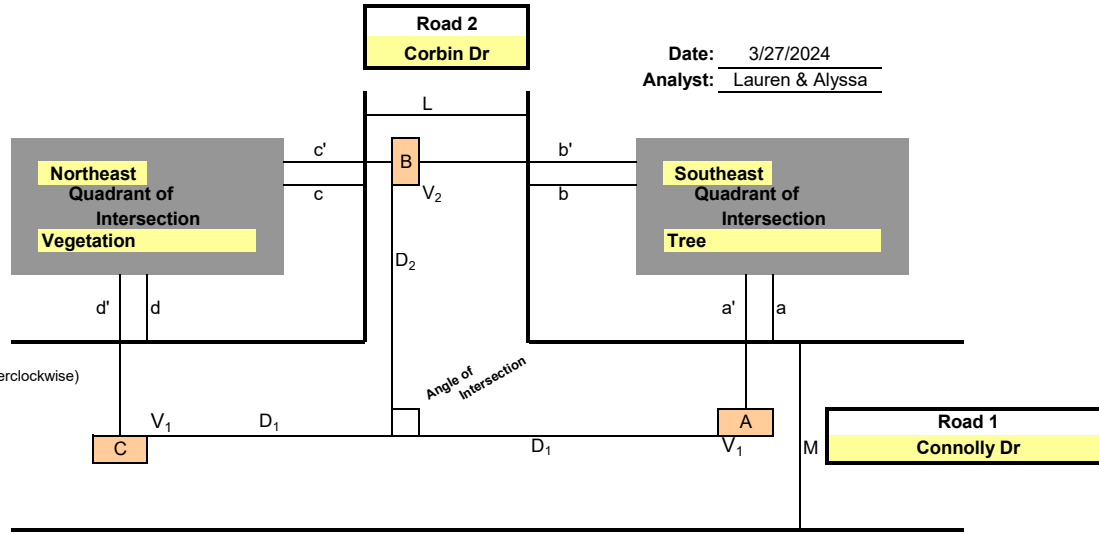 Road 2
Corbin Dr
Date: 3/27/2024
Analyst: Lauren & Alyssa
L
c'
B
b'
Northeast
Quadrant of
Intersection
Vegetation
c
V2
b
Southeast
Quadrant of
Intersection
Tree
D2
d'
d
a'
a
erclockwise)
Angle of
Intersection
V1
D1
C
D1
A
V1
M
Road 1
Connolly Dr